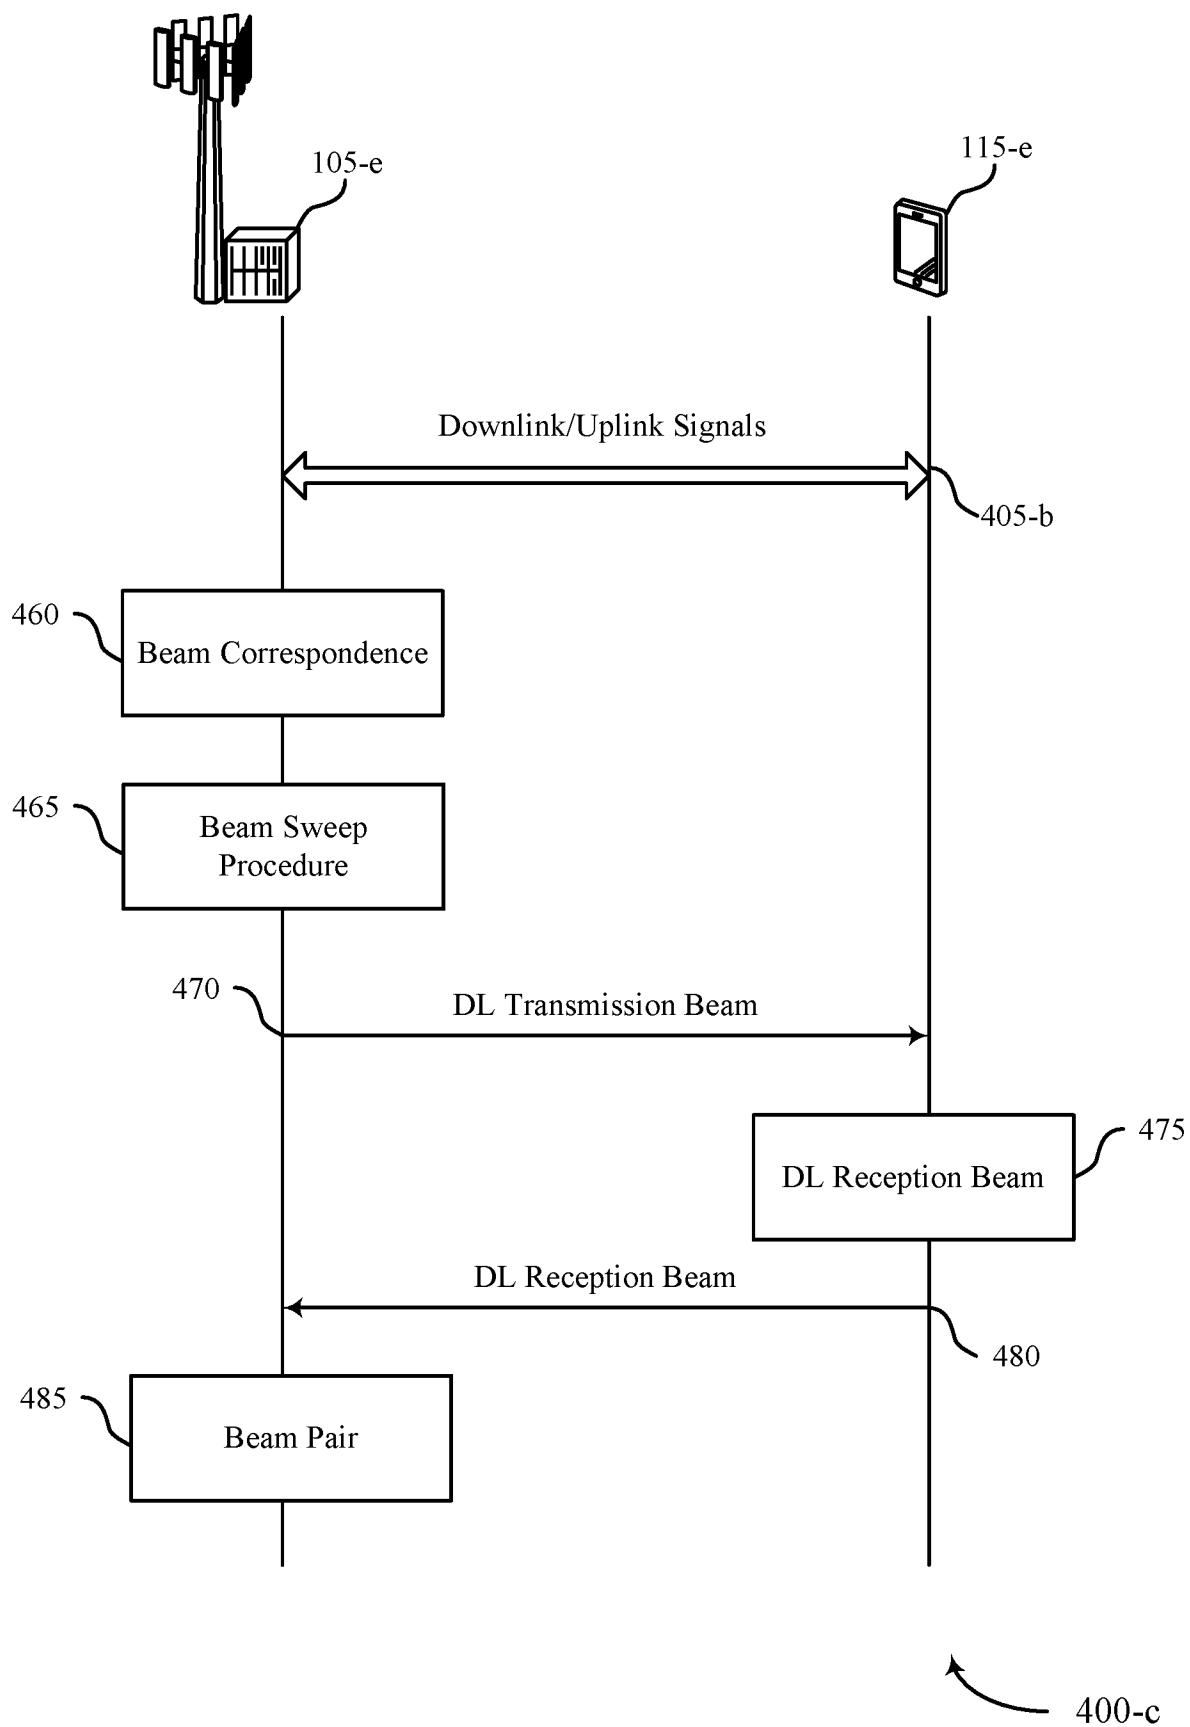 105-e
115-e
Downlink/Uplink Signals
405-b
460
Beam Correspondence
465
Beam Sweep
Procedure
470
DL Transmission Beam
475
DL Reception Beam
DL Reception Beam
480
485
Beam Pair
400-c